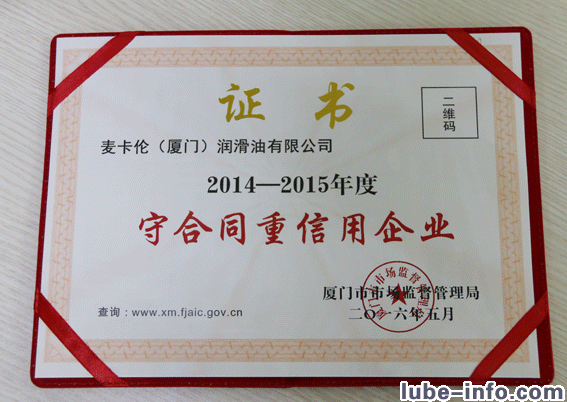 证 书
二维码
麦卡伦（厦门）润滑油有限公司
2014—2015年度
守合同重信用企业
厦门市市场监督管理局
查询：www.xm.fjaic.gov.cn
二〇一六年五月
lube-info.com